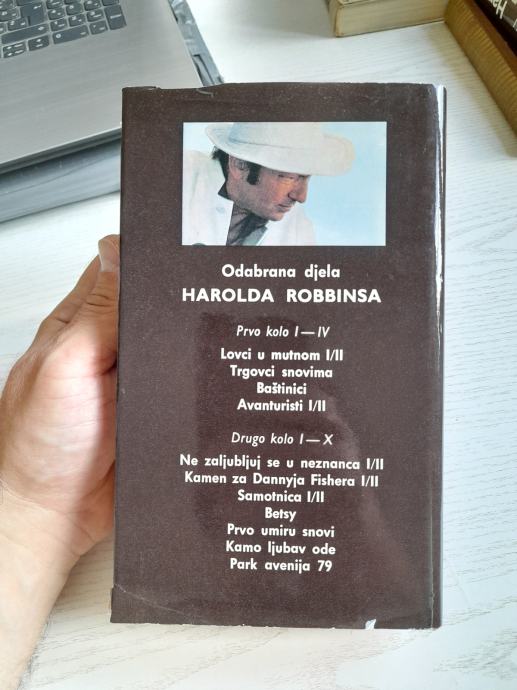 Odabrana djela
HAROLDA ROBBINSA
Prvo kolo I—IV
Lovci u mutnom I/II
Trgovci snovima
Baštinici
Avanturisti I/II
Drugo kolo I—X
Ne zaljubljuj se u neznanca I/II
Kamen za Dannyja Fishera I/II
Samotnica I/II
Betsy
Prvo umiru snovi
Kamo ljubav ode
Park avenija 79